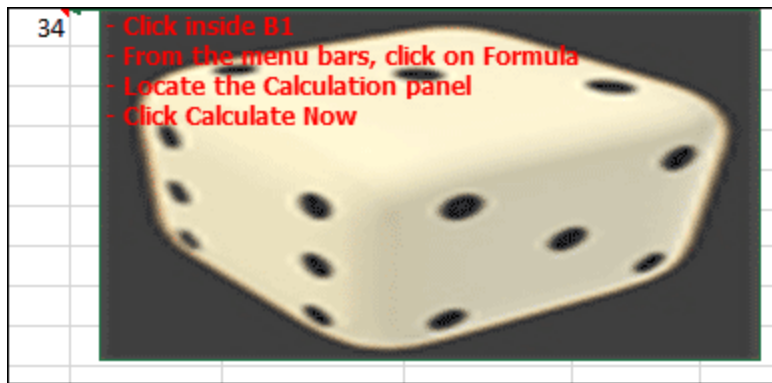 34
- Click inside B1
- From the menu bars, click on Formula
- Locate the Calculation panel
- Click Calculate Now